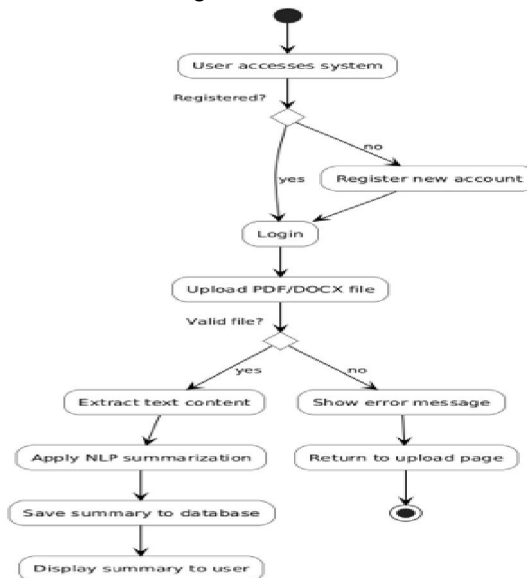 User accesses system
Registered?
no
yes
Register new account
Login
Upload PDF/DOCX file
Valid file?
yes
no
Extract text content
Show error message
Apply NLP summarization
Return to upload page
Save summary to database
Display summary to user